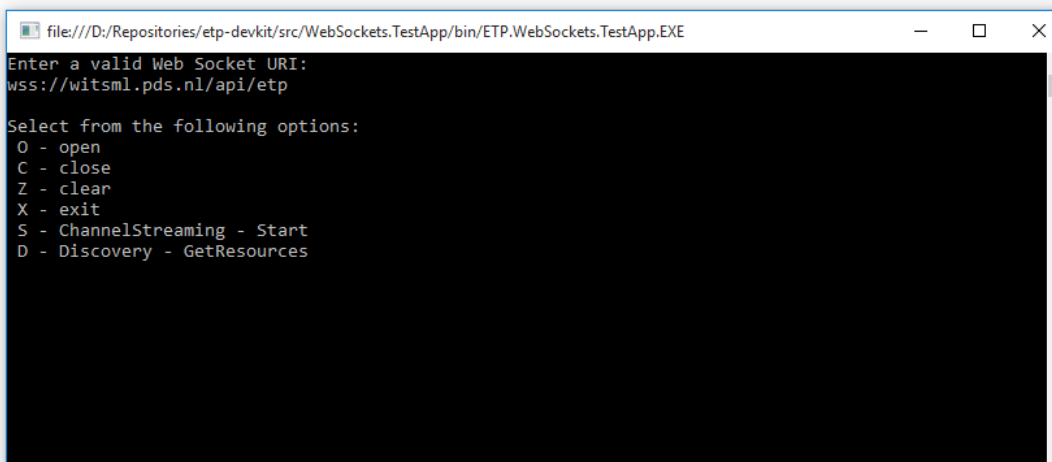 file:///D:/Repositories/etp-devkit/src/WebSockets.TestApp/bin/ETP.WebSockets.TestApp.EXE
Enter a valid Web Socket URI:
wss://witsml.pds.nl/api/etp
Select from the following options:
O - open
C - close
Z - clear
X - exit
S - ChannelStreaming - Start
D - Discovery - GetResources